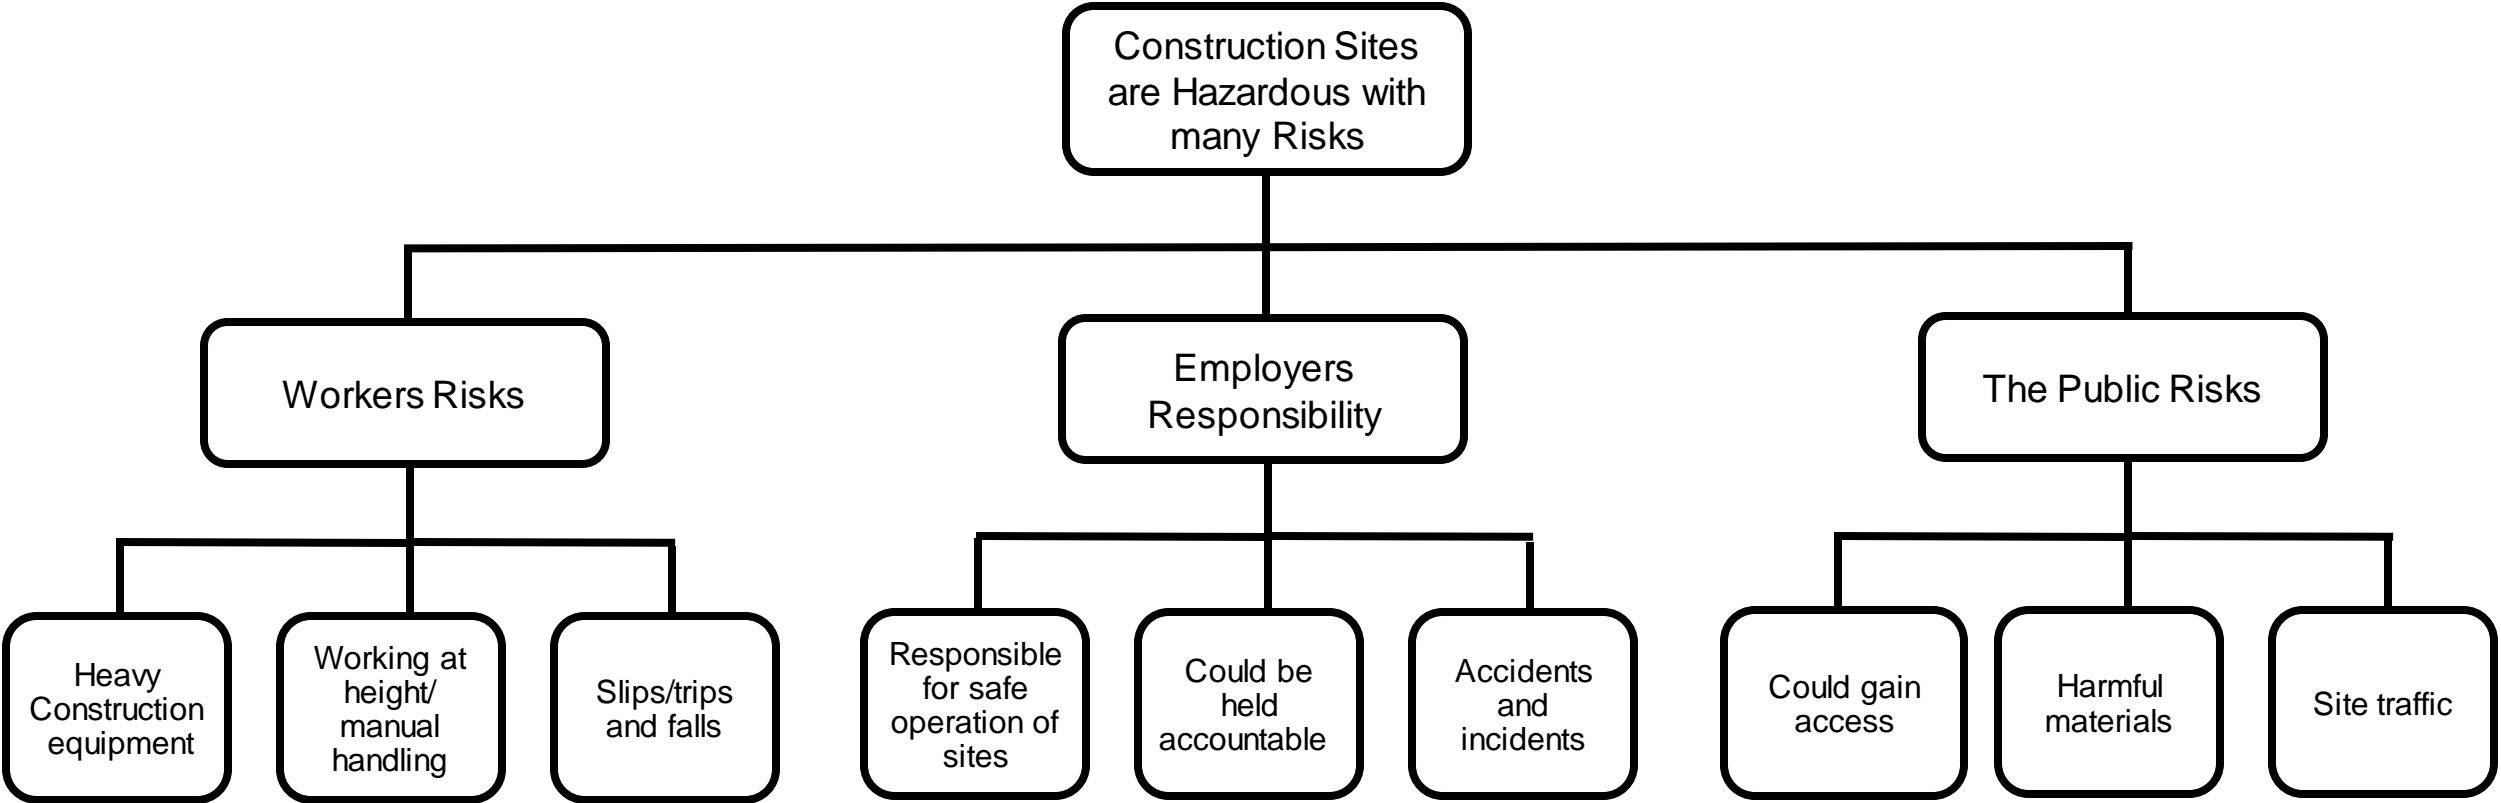 Construction Sites
are Hazardous with
many Risks
Workers Risks
Employers
Responsibility
The Public Risks
Heavy
Construction
equipment
Working at
height/
manual
handling
Slips/trips
and falls
Responsible
for safe
operation of
sites
Could be
held
accountable
Accidents
and
incidents
Could gain
access
Harmful
materials
Site traffic